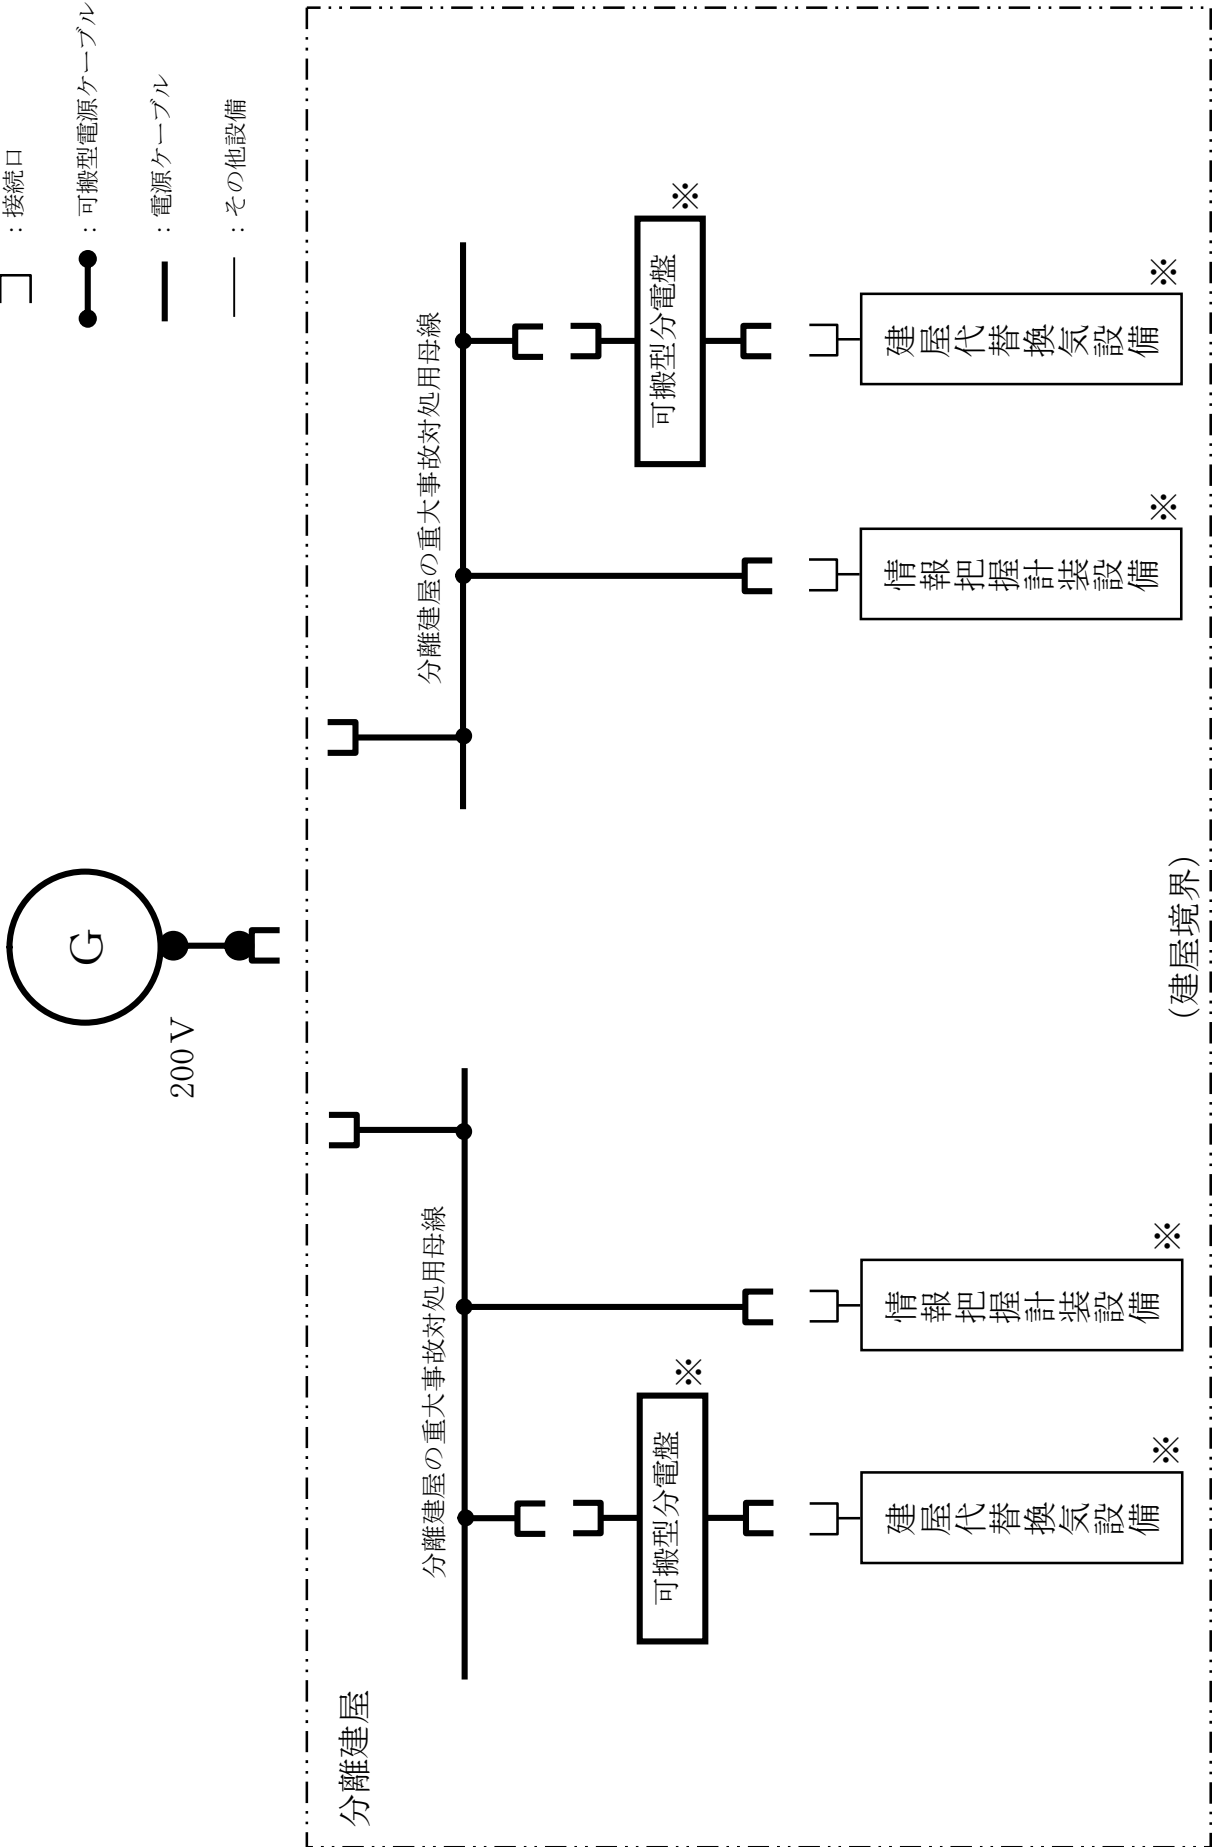 ：接続口
：可搬型電源ケーブル
：電源ケーブル
：その他設備
G
200V
分離建屋
分離建屋の重大事故対処用母線
分離建屋の重大事故対処用母線
可搬型分電盤
※
可搬型分電盤
※
建屋代替換気設備
※
情報把握計装設備
※
情報把握計装設備
※
建屋代替換気設備
※
(建屋境界)